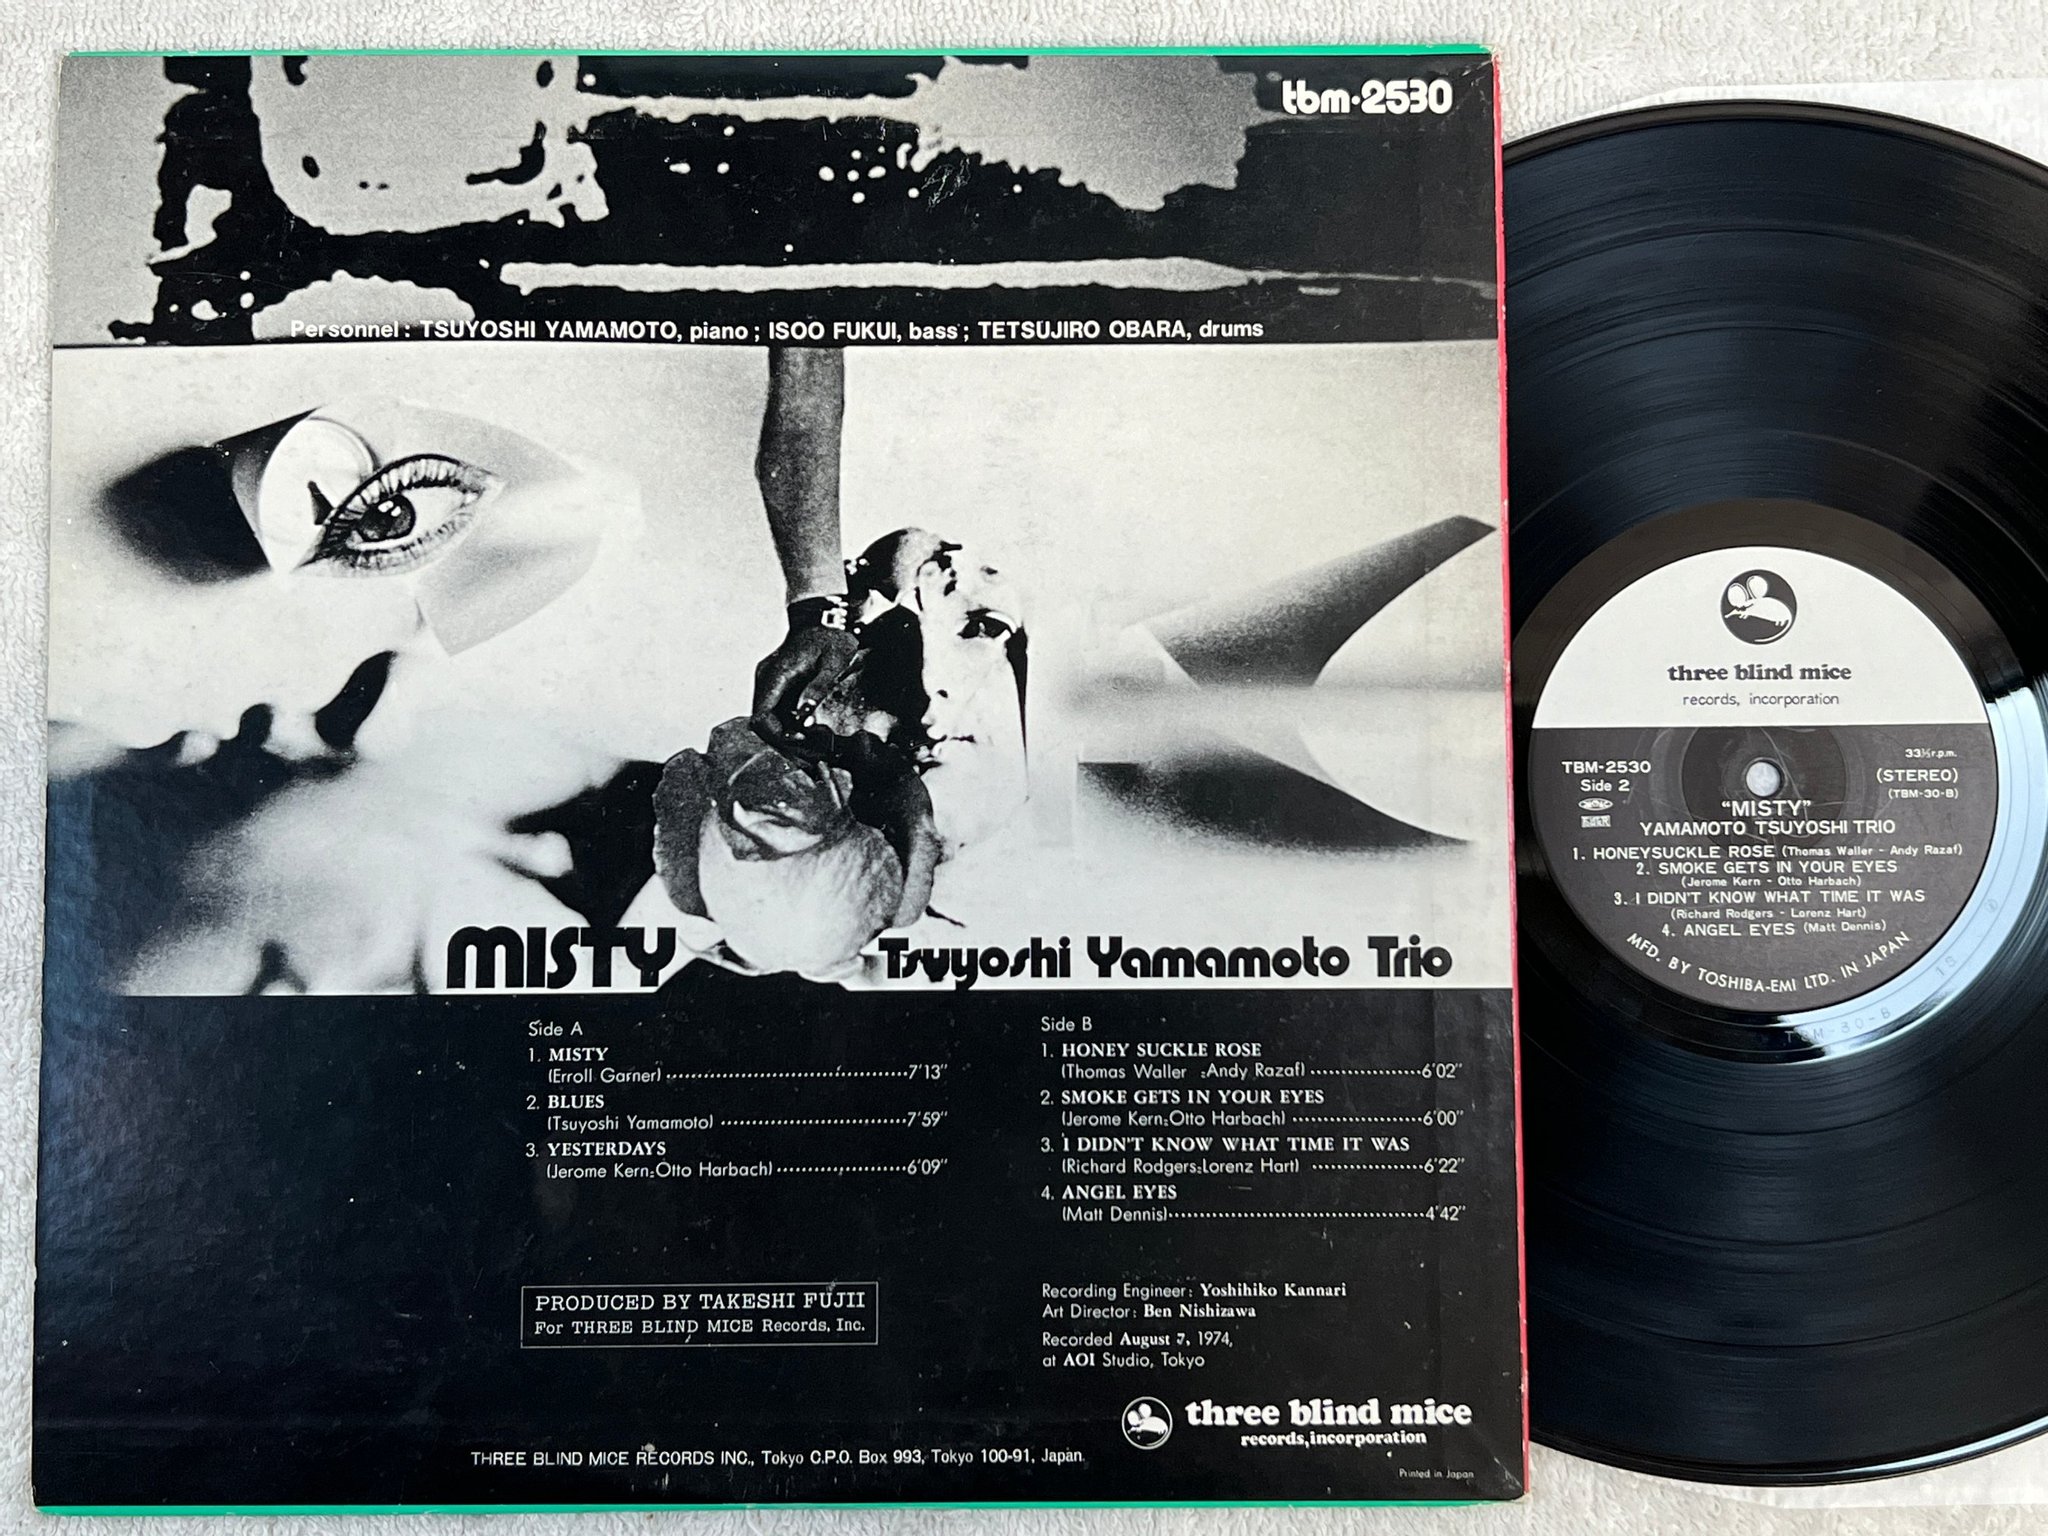 tbm•2530
Personnel: TSUYOSHI YAMAMOTO, piano; ISOO FUKUI, bass; TETSUJIRO OBARA, drums
MISTY
Tsuyoshi Yamamoto Trio
Side A
1. MISTY
(Erroll Garner) 7'13"
2. BLUES
(Tsuyoshi Yamamoto) 7'59"
3. YESTERDAYS
(Jerome Kern:Otto Harbach) 6'09"
Side B
1. HONEY SUCKLE ROSE
(Thomas Waller :Andy Razaf) 6'02"
2. SMOKE GETS IN YOUR EYES
(Jerome Kern:Otto Harbach) 6'00"
3. I DIDN'T KNOW WHAT TIME IT WAS
(Richard Rodgers:Lorenz Hart) 6'22"
4. ANGEL EYES
(Matt Dennis) 4'42"
PRODUCED BY TAKESHI FUJII
For THREE BLIND MICE Records, Inc.
Recording Engineer: Yoshihiko Kannari
Art Director: Ben Nishizawa
Recorded August 7, 1974,
at AOI Studio, Tokyo
three blind mice
records, incorporation
THREE BLIND MICE RECORDS INC., Tokyo C.P.O. Box 993, Tokyo 100-91, Japan.
Printed in Japan
three blind mice
records, incorporation
33⅓ r.p.m.
TBM-2530 (STEREO)
Side 2 (TBM-30-B)
"MISTY"
YAMAMOTO TSUYOSHI TRIO
1. HONEYSUCKLE ROSE (Thomas Waller - Andy Razaf)
2. SMOKE GETS IN YOUR EYES
(Jerome Kern - Otto Harbach)
3. I DIDN'T KNOW WHAT TIME IT WAS
(Richard Rodgers - Lorenz Hart)
4. ANGEL EYES (Matt Dennis)
MFD. BY TOSHIBA-EMI LTD. IN JAPAN
TBM-30-B 1S